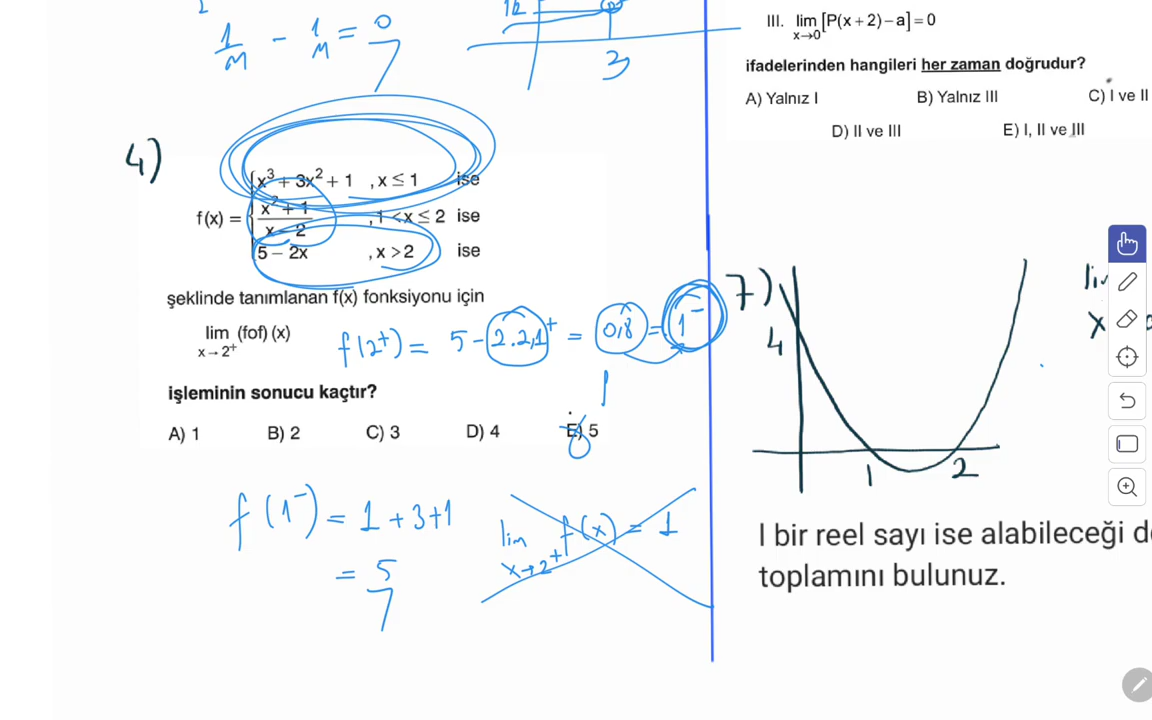 1/M - 1/M = 0
12
3
4)
x³ + 3x² + 1 , x ≤ 1 ise
f(x) = x² + 1 / x - 2 , 1 < x ≤ 2 ise
5 - 2x , x > 2 ise
şeklinde tanımlanan f(x) fonksiyonu için
lim (fof) (x)
x → 2⁺
f(2⁺) = 5 - 2.2,1⁺ = 0,8 = 1⁻
işleminin sonucu kaçtır?
A) 1 B) 2 C) 3 D) 4 E) 5
f(1⁻) = 1 + 3 + 1
= 5
lim f(x) = 1
x → 2⁺
III. lim [P(x + 2) – a] = 0
x→0
ifadelerinden hangileri her zaman doğrudur?
A) Yalnız I B) Yalnız III C) I ve II
D) II ve III E) I, II ve III
7)
4
1 2
x
I bir reel sayı ise alabileceği
toplamını bulunuz.